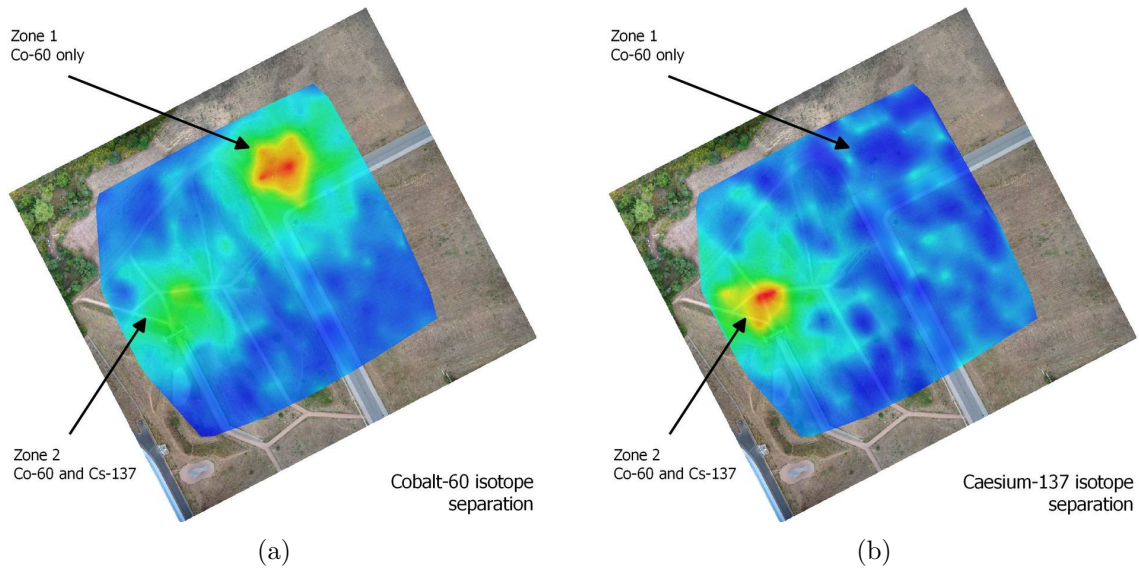 Zone 1
Co-60 only
Zone 2
Co-60 and Cs-137
Cobalt-60 isotope
separation
(a)
Zone 1
Co-60 only
Zone 2
Co-60 and Cs-137
Caesium-137 isotope
separation
(b)